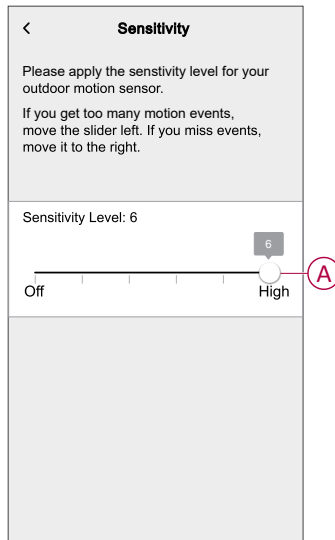 Sensitivity
Please apply the senstivity level for your
outdoor motion sensor.
If you get too many motion events,
move the slider left. If you miss events,
move it to the right.
Sensitivity Level: 6
6
Off
High
A